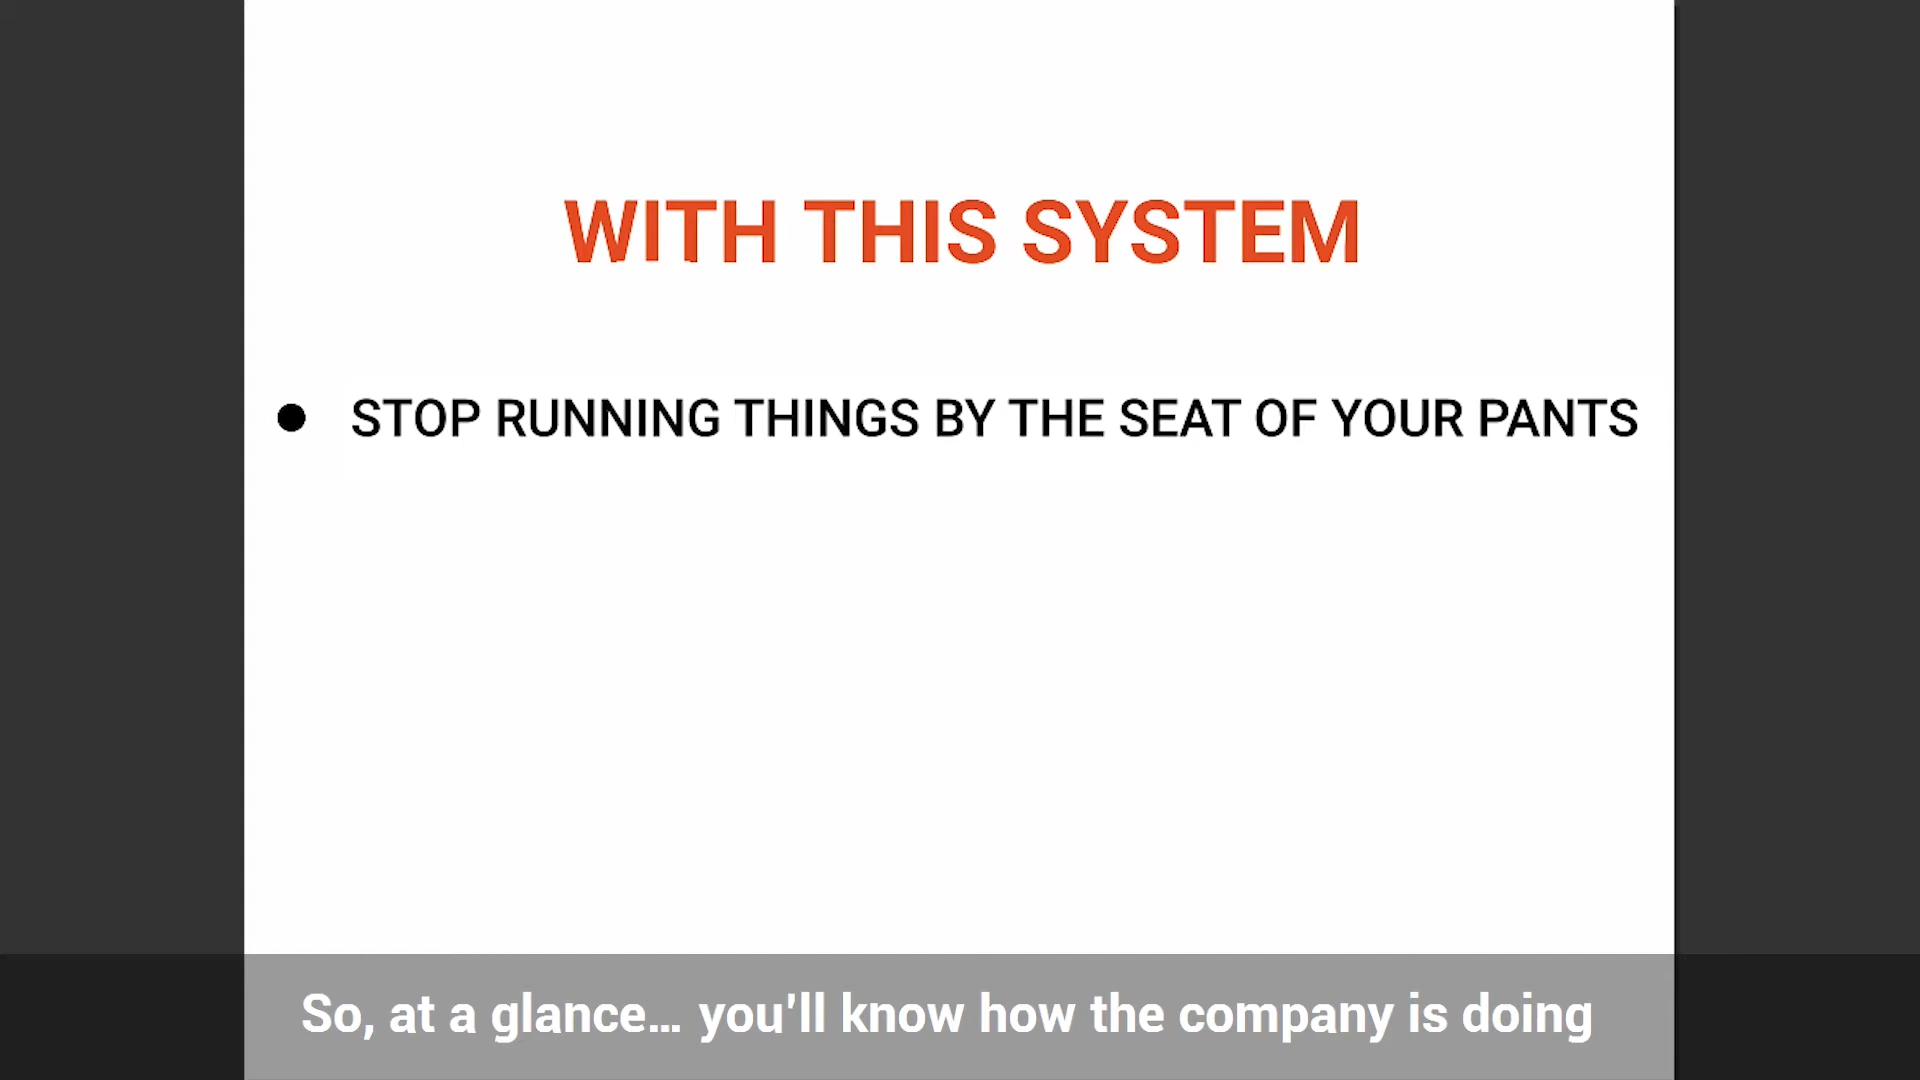 WITH THIS SYSTEM
● STOP RUNNING THINGS BY THE SEAT OF YOUR PANTS
So, at a glance... you'll know how the company is doing